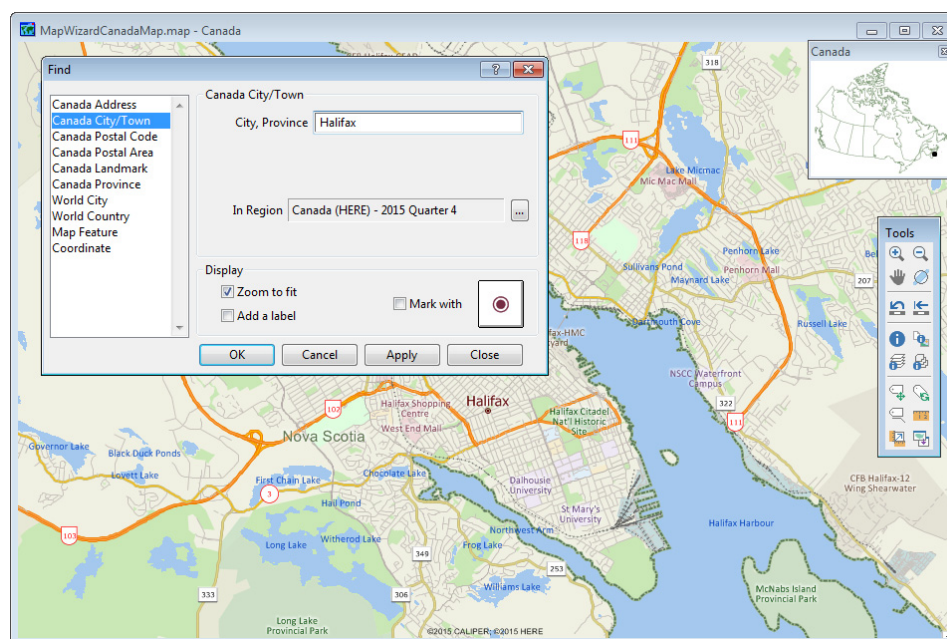 MapWizardCanadaMap.map - Canada
Find
Canada Address
Canada City/Town
Canada Postal Code
Canada Postal Area
Canada Landmark
Canada Province
World City
World Country
Map Feature
Coordinate
Canada City/Town
City, Province Halifax
In Region Canada (HERE) - 2015 Quarter 4
...
Display
Zoom to fit
Add a label
Mark with
OK Cancel Apply Close
Canada
Tools
318
111
Lake Micmac
Mic Mac Mall
118
Penhorn Lake
Penhorn Mall
Sullivans Pond
Maynard Lake
207
Dartmouth Cove
Russell Lake
NSCC Waterfront
Campus
322
111
102
Halifax Shopping
Centre
West End Mall
Halifax
Halifax Citadel
Nat'l Historic
Site
Nova Scotia
Governor Lake
Black Duck Ponds
Lovett Lake
First Chain Lake
Chocolate Lake
3
Hail Pond
Dalhousie
University
St Mary's
University
CFB Halifax-12
Wing Shearwater
Halifax Harbour
103
Long Lake
Witherod Lake
Northwest Arm
Frog Lake
349
253
333
306
Williams Lake
McNabs Island
Provincial Park
Long Lake
Provincial Park
©2015 CALIPER; ©2015 HERE